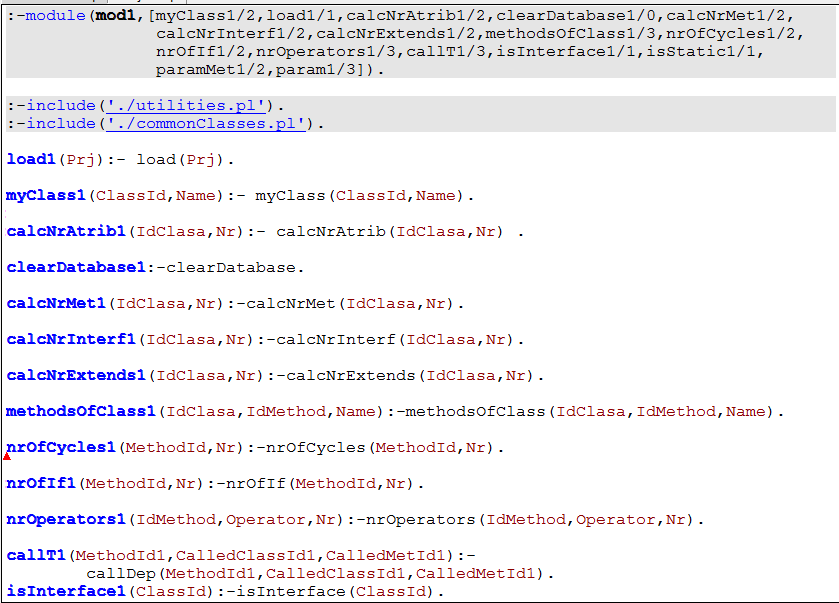 :-module(mod1,[myClass1/2,load1/1,calcNrAtrib1/2,clearDatabase1/0,calcNrMet1/2,
calcNrInterf1/2,calcNrExtends1/2,methodsOfClass1/3,nrOfCycles1/2,
nrOfIf1/2,nrOperators1/3,callT1/3,isInterface1/1,isStatic1/1,
paramMet1/2,param1/3]).
:-include('./utilities.pl').
:-include('./commonClasses.pl').
load1(Prj):- load(Prj).
myClass1(ClassId,Name):- myClass(ClassId,Name).
calcNrAtrib1(IdClasa,Nr):- calcNrAtrib(IdClasa,Nr) .
clearDatabase1:-clearDatabase.
calcNrMet1(IdClasa,Nr):-calcNrMet(IdClasa,Nr).
calcNrInterf1(IdClasa,Nr):-calcNrInterf(IdClasa,Nr).
calcNrExtends1(IdClasa,Nr):-calcNrExtends(IdClasa,Nr).
methodsOfClass1(IdClasa,IdMethod,Name):-methodsOfClass(IdClasa,IdMethod,Name).
nrOfCycles1(MethodId,Nr):-nrOfCycles(MethodId,Nr).
nrOfIf1(MethodId,Nr):-nrOfIf(MethodId,Nr).
nrOperators1(IdMethod,Operator,Nr):-nrOperators(IdMethod,Operator,Nr).
callT1(MethodId1,CalledClassId1,CalledMetId1):-
callDep(MethodId1,CalledClassId1,CalledMetId1).
isInterface1(ClassId):-isInterface(ClassId).